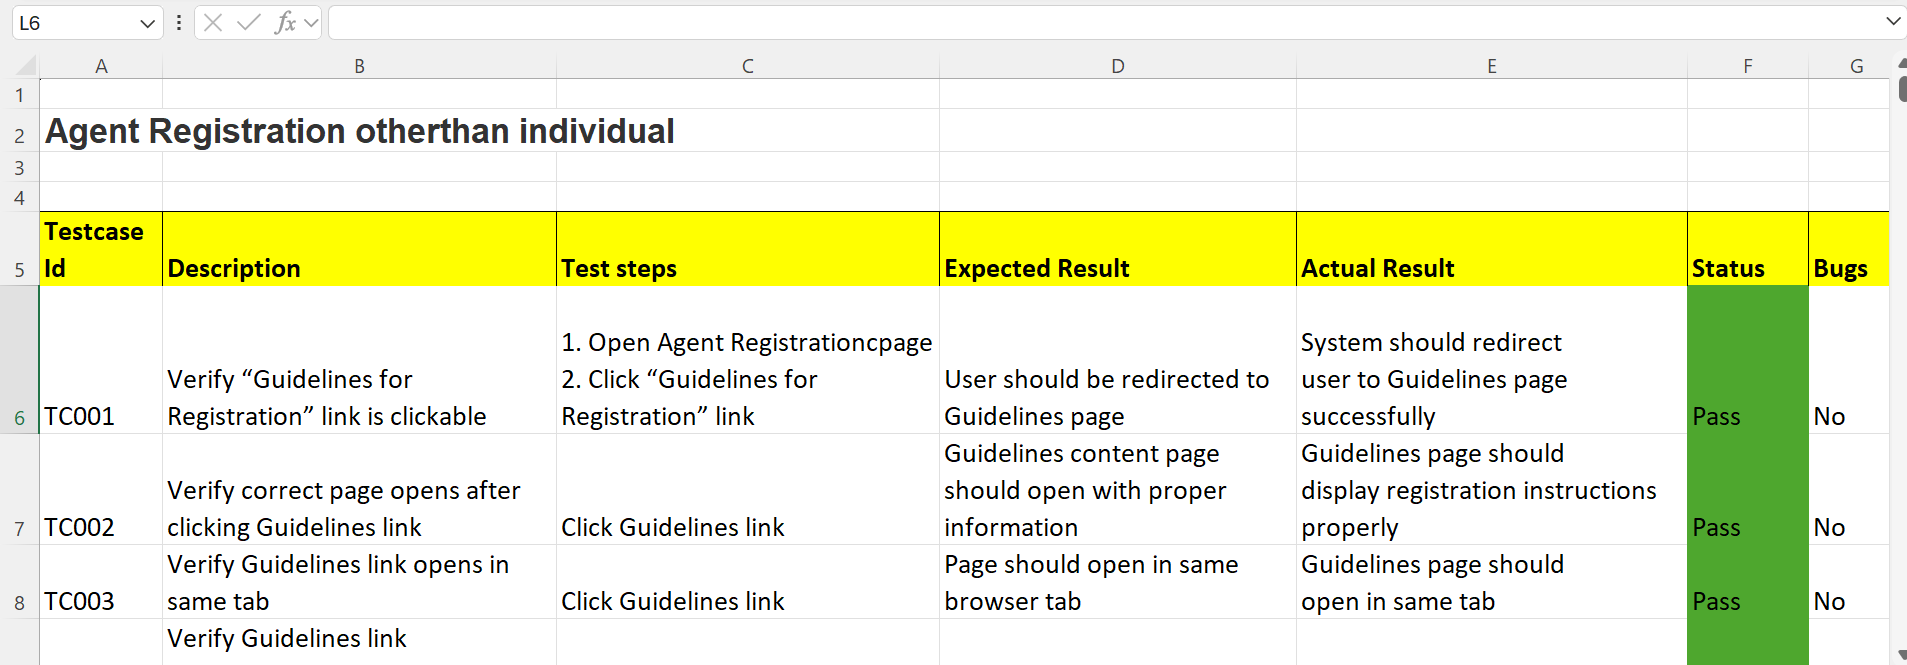 L6
fx
A B C D E F G
1
2 Agent Registration otherthan individual
3
4
5 Testcase
Id
Description
Test steps
Expected Result
Actual Result
Status
Bugs
6 TC001
Verify “Guidelines for
Registration” link is clickable
1. Open Agent Registrationcpage
2. Click “Guidelines for
Registration” link
User should be redirected to
Guidelines page
System should redirect
user to Guidelines page
successfully
Pass
No
7 TC002
Verify correct page opens after
clicking Guidelines link
Click Guidelines link
Guidelines content page
should open with proper
information
Guidelines page should
display registration instructions
properly
Pass
No
8 TC003
Verify Guidelines link opens in
same tab
Click Guidelines link
Page should open in same
browser tab
Guidelines page should
open in same tab
Pass
No
Verify Guidelines link